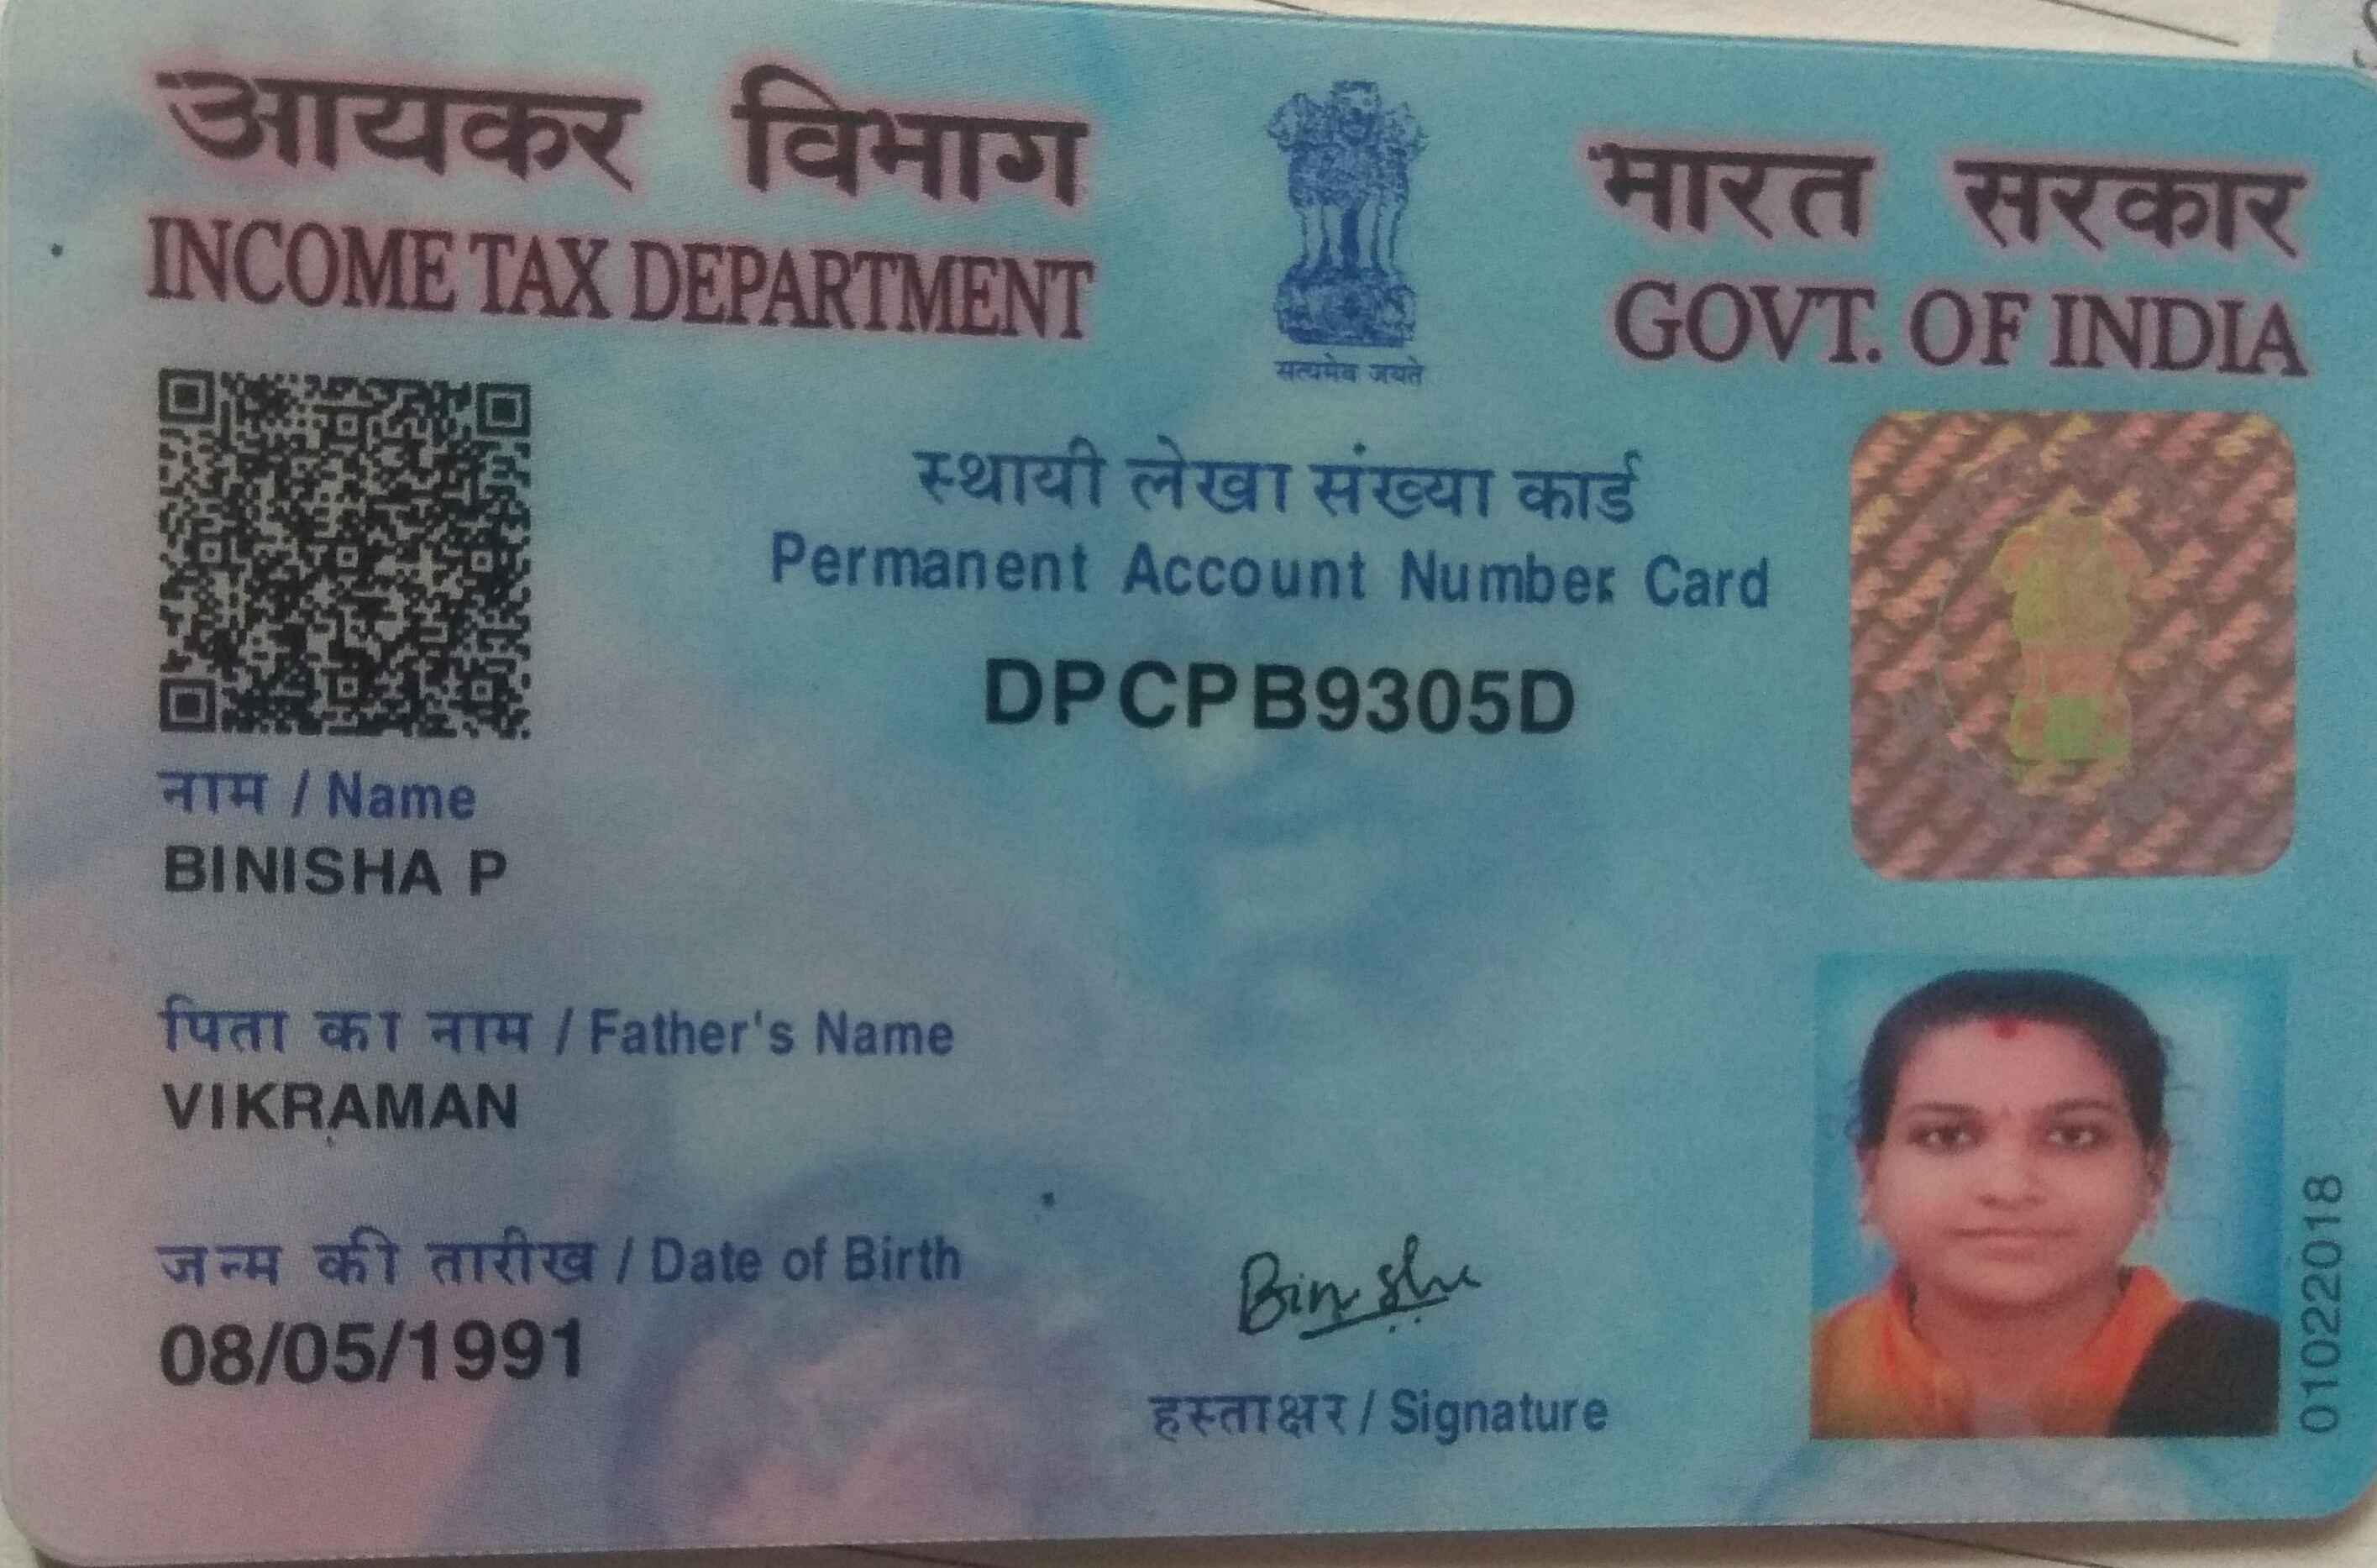 आयकर विभाग
INCOME TAX DEPARTMENT
सत्यमेव जयते
भारत सरकार
GOVT. OF INDIA
स्थायी लेखा संख्या कार्ड
Permanent Account Number Card
DPCPB9305D
नाम / Name
BINISHA P
पिता का नाम / Father's Name
VIKRAMAN
जन्म की तारीख / Date of Birth
08/05/1991
हस्ताक्षर / Signature
01022018